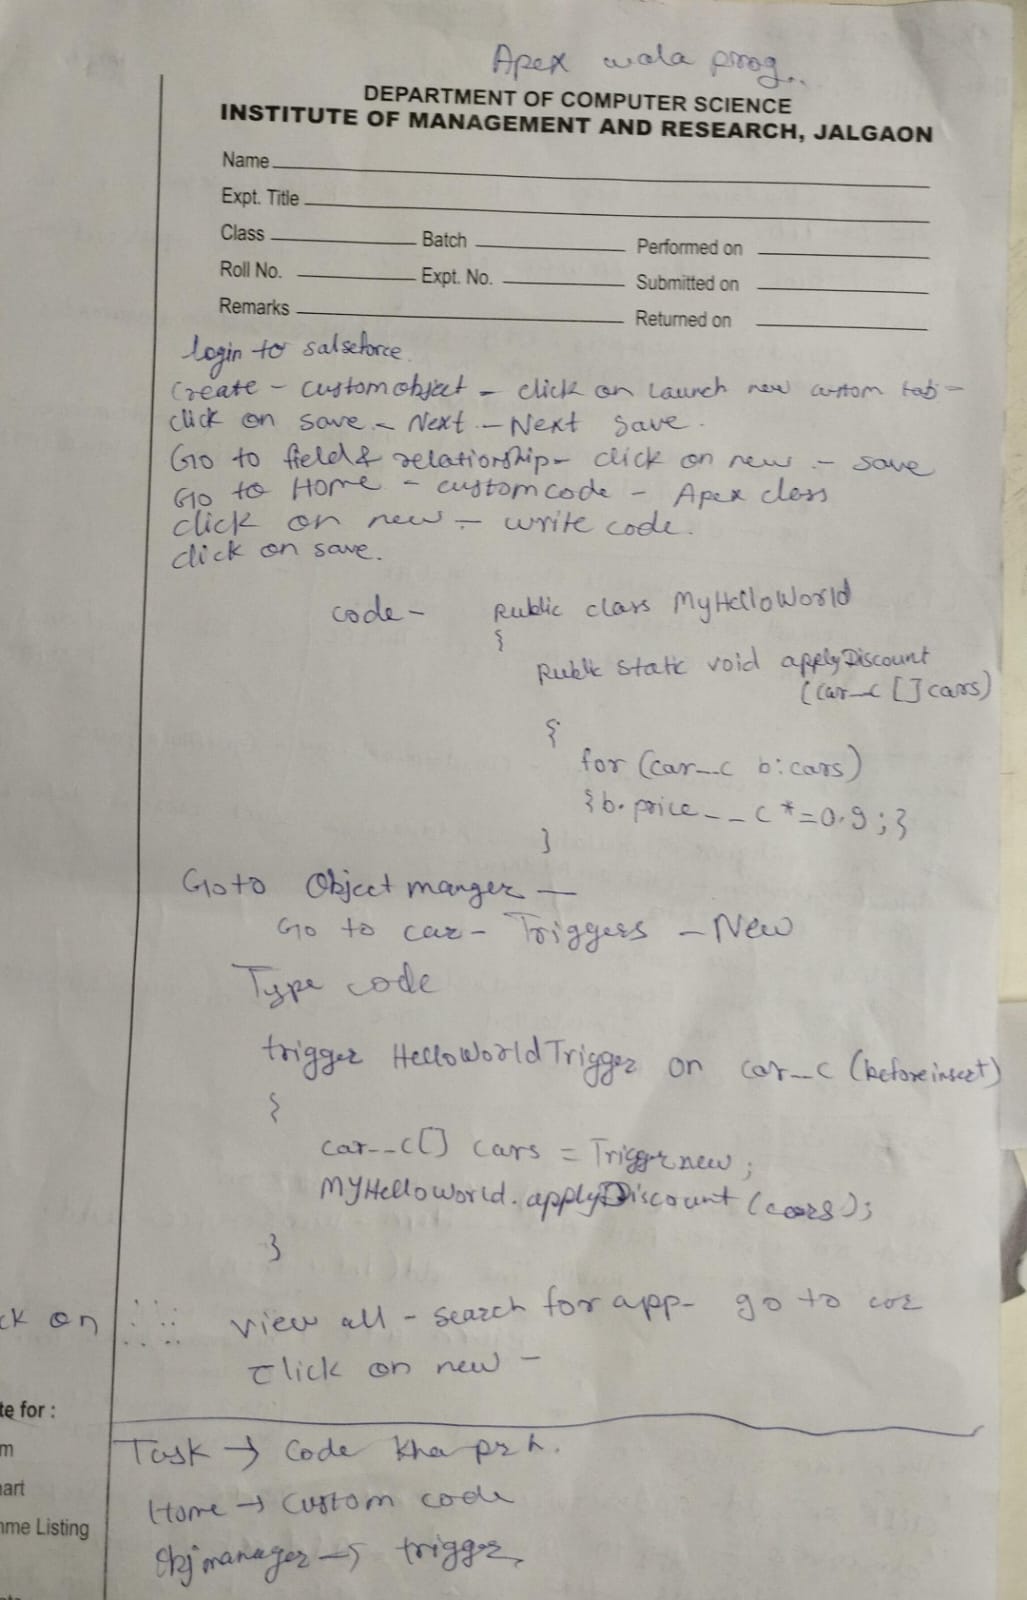 Apex wala prog..
DEPARTMENT OF COMPUTER SCIENCE
INSTITUTE OF MANAGEMENT AND RESEARCH, JALGAON
Name
Expt. Title
Class Batch Performed on
Roll No. Expt. No. Submitted on
Remarks Returned on
login to salseforce.
Create - custom object - click on Launch new custom tab -
click on save - Next - Next save.
Go to field & relationship - click on new - save
Go to Home - custom code - Apex class
click on new - write code.
click on save.
code - Public class MyHelloWorld
{
Public static void applyDiscount
(car__c [] cars)
{
for (car__c b: cars)
{b. price__c *= 0.9 ; }
}
Goto Object manger -
Go to car - Triggers - New
Type code
trigger HelloWorldTrigger on car__c (before insert)
{
car__c[] cars = Trigger new ;
MYHelloworld. applyDiscount (cars);
}
ck on view all - search for app - go to car
click on new -
te for :
Task → Code
m
Home → Custom code
art
me Listing
Obj manager → trigger